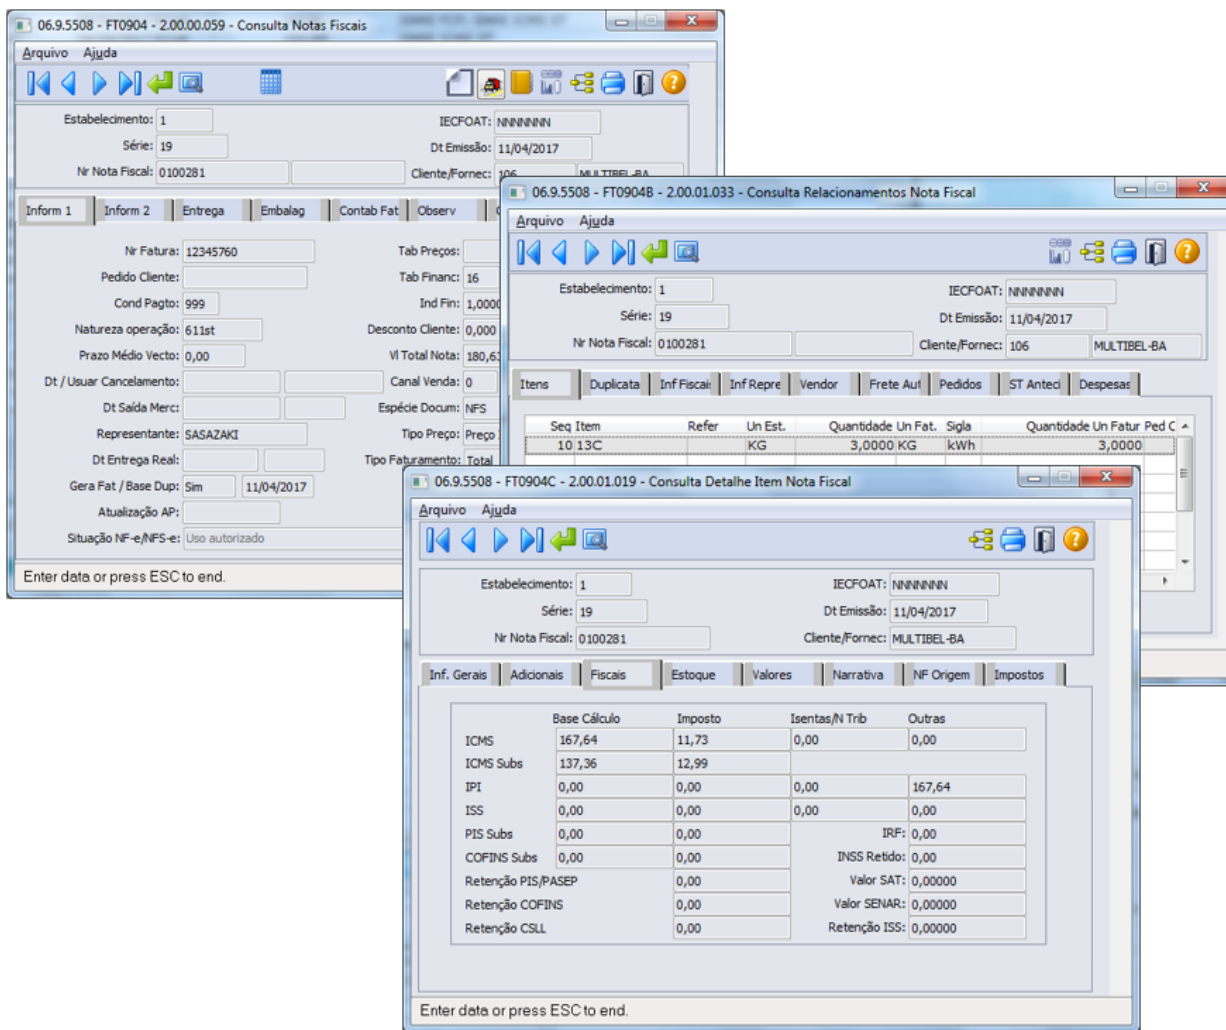 06.9.5508 - FT0904 - 2.00.00.059 - Consulta Notas Fiscais
Arquivo Ajuda
Estabelecimento: 1 IECFOAT: NNNNNNN
Série: 19 Dt Emissão: 11/04/2017
Nr Nota Fiscal: 0100281 Cliente/Fornec: 106 MULTIBEL-BA
Inform 1 Inform 2 Entrega Embalag Contab Fat Observ
Nr Fatura: 12345760 Tab Preços:
Pedido Cliente: Tab Financ: 16
Cond Pagto: 999 Ind Fin: 1,0000
Natureza operação: 611st Desconto Cliente: 0,000
Prazo Médio Vecto: 0,00 Vl Total Nota: 180,63
Dt / Usuar Cancelamento: Canal Venda: 0
Dt Saída Merc: Espécie Docum: NFS
Representante: SASAZAKI Tipo Preço: Preço
Dt Entrega Real: Tipo Faturamento: Total
Gera Fat / Base Dup: Sim 11/04/2017
Atualização AP:
Situação NF-e/NFS-e: Uso autorizado
Enter data or press ESC to end.
06.9.5508 - FT0904B - 2.00.01.033 - Consulta Relacionamentos Nota Fiscal
Arquivo Ajuda
Estabelecimento: 1 IECFOAT: NNNNNNN
Série: 19 Dt Emissão: 11/04/2017
Nr Nota Fiscal: 0100281 Cliente/Fornec: 106 MULTIBEL-BA
Itens Duplicata Inf Fiscai Inf Repre Vendor Frete Aut Pedidos ST Anteci Despesas
Seq Item Refer Un Est. Quantidade Un Fat. Sigla Quantidade Un Fatur Ped C
10 13C KG 3,0000 KG kWh 3,0000
06.9.5508 - FT0904C - 2.00.01.019 - Consulta Detalhe Item Nota Fiscal
Arquivo Ajuda
Estabelecimento: 1 IECFOAT: NNNNNNN
Série: 19 Dt Emissão: 11/04/2017
Nr Nota Fiscal: 0100281 Cliente/Fornec: MULTIBEL-BA
Inf. Gerais Adicionais Fiscais Estoque Valores Narrativa NF Origem Impostos
Base Cálculo Imposto Isentas/N Trib Outras
ICMS 167,64 11,73 0,00 0,00
ICMS Subs 137,36 12,99
IPI 0,00 0,00 0,00 167,64
ISS 0,00 0,00 0,00 0,00
PIS Subs 0,00 0,00 IRF: 0,00
COFINS Subs 0,00 0,00 INSS Retido: 0,00
Retenção PIS/PASEP 0,00 Valor SAT: 0,00000
Retenção COFINS 0,00 Valor SENAR: 0,00000
Retenção CSLL 0,00 Retenção ISS: 0,00000
Enter data or press ESC to end.